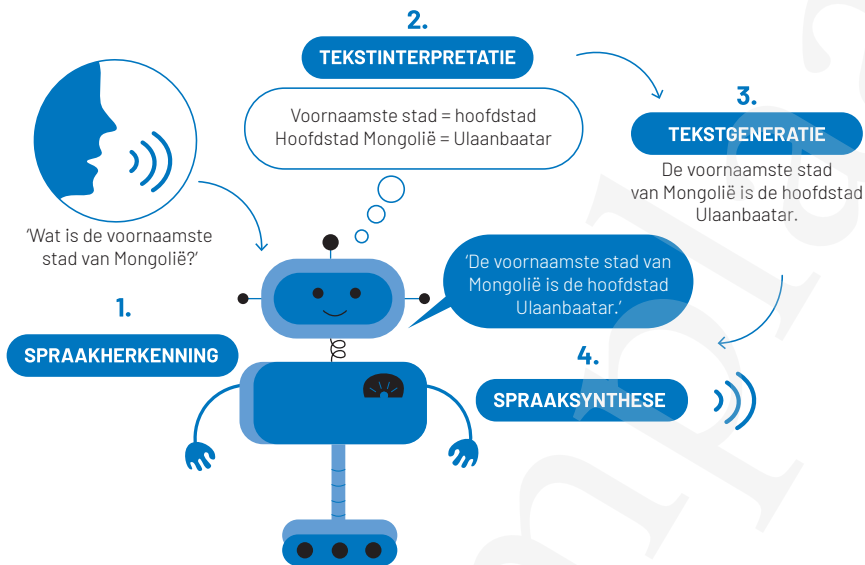 2.
TEKSTINTERPRETATIE
Voornaamste stad = hoofdstad
Hoofdstad Mongolië = Ulaanbaatar
3.
TEKSTGENERATIE
De voornaamste stad
van Mongolië is de hoofdstad
Ulaanbaatar.
'Wat is de voornaamste
stad van Mongolië?'
1.
SPRAAKHERKENNING
'De voornaamste stad van
Mongolië is de hoofdstad
Ulaanbaatar.'
4.
SPRAAKSYNTHESE